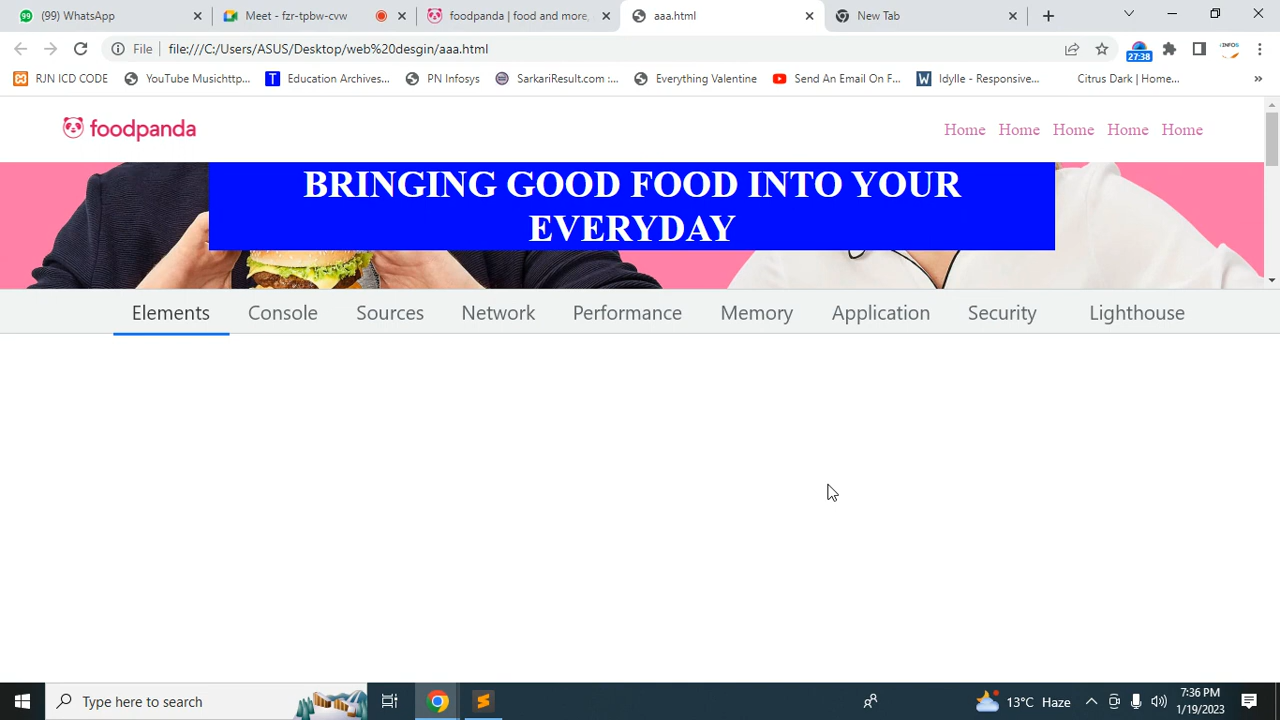 (99) WhatsApp
Meet - fzr-tpbw-cvw
foodpanda | food and more,
aaa.html
New Tab
File
file:///C:/Users/ASUS/Desktop/web%20desgin/aaa.html
27:38
INFOS
RJN ICD CODE
YouTube Musichttp...
T
Education Archives...
PN Infosys
SarkariResult.com :...
Everything Valentine
Send An Email On F...
W
Idylle - Responsive...
Citrus Dark | Home...
foodpanda
Home Home Home Home Home
BRINGING GOOD FOOD INTO YOUR
EVERYDAY
Elements Console Sources Network Performance Memory Application Security Lighthouse
Type here to search
13°C Haze
7:36 PM
1/19/2023